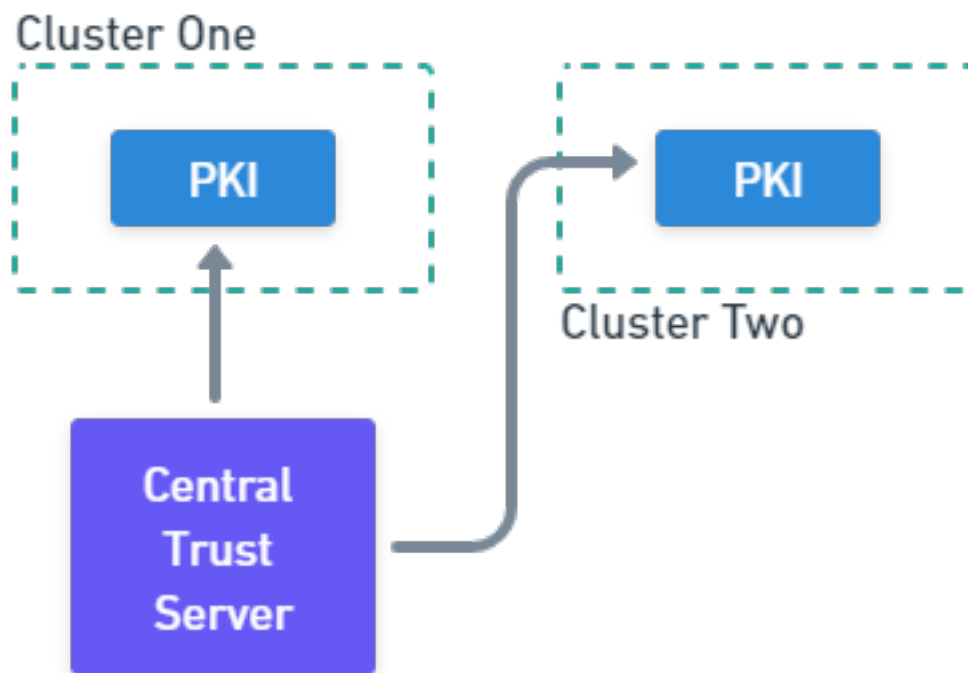 Cluster One
PKI
PKI
Cluster Two
Central
Trust
Server